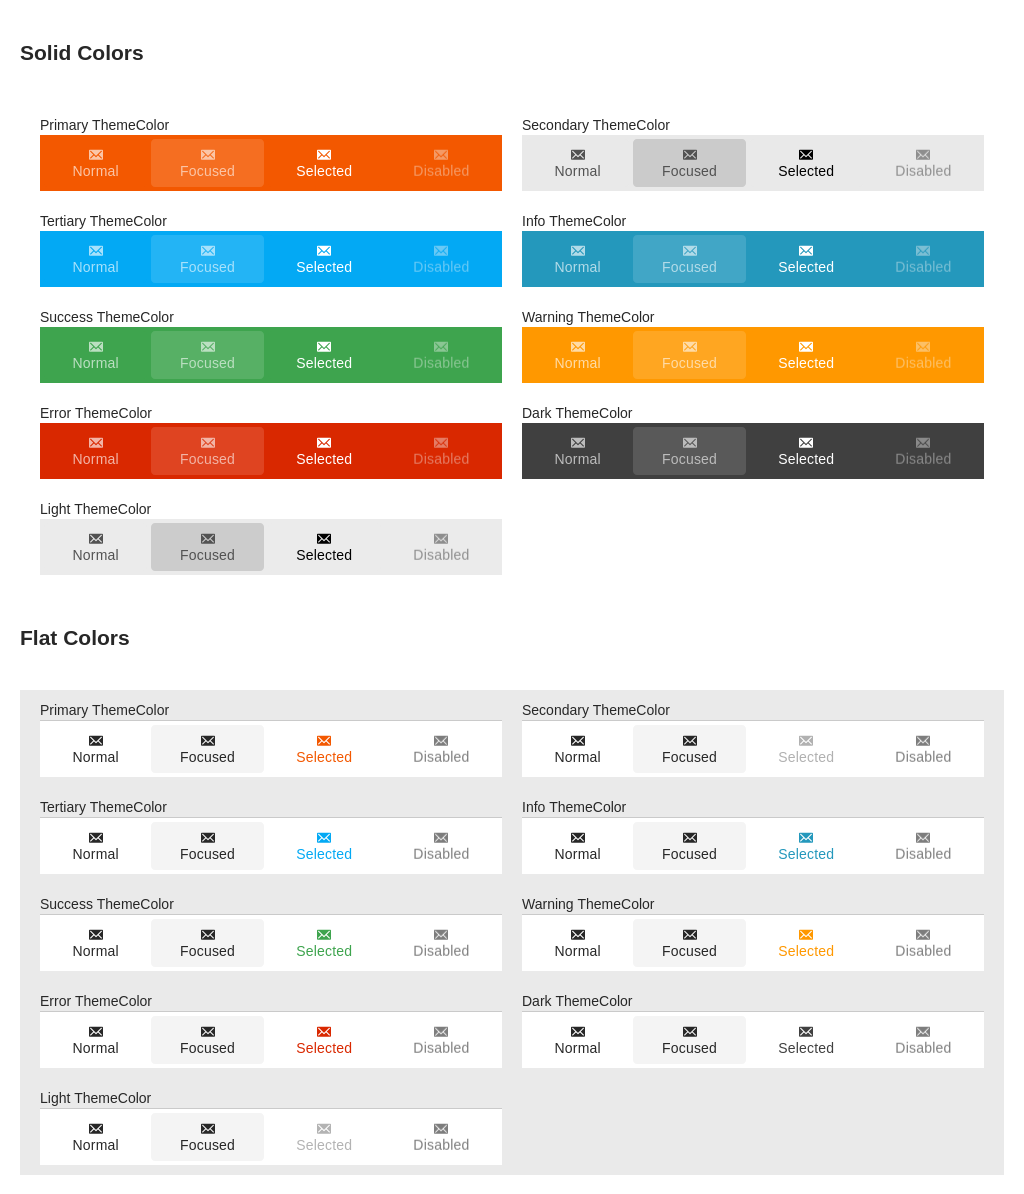 Solid Colors
Primary ThemeColor
Normal Focused Selected Disabled
Secondary ThemeColor
Normal Focused Selected Disabled
Tertiary ThemeColor
Normal Focused Selected Disabled
Info ThemeColor
Normal Focused Selected Disabled
Success ThemeColor
Normal Focused Selected Disabled
Warning ThemeColor
Normal Focused Selected Disabled
Error ThemeColor
Normal Focused Selected Disabled
Dark ThemeColor
Normal Focused Selected Disabled
Light ThemeColor
Normal Focused Selected Disabled
Flat Colors
Primary ThemeColor
Normal Focused Selected Disabled
Secondary ThemeColor
Normal Focused Selected Disabled
Tertiary ThemeColor
Normal Focused Selected Disabled
Info ThemeColor
Normal Focused Selected Disabled
Success ThemeColor
Normal Focused Selected Disabled
Warning ThemeColor
Normal Focused Selected Disabled
Error ThemeColor
Normal Focused Selected Disabled
Dark ThemeColor
Normal Focused Selected Disabled
Light ThemeColor
Normal Focused Selected Disabled